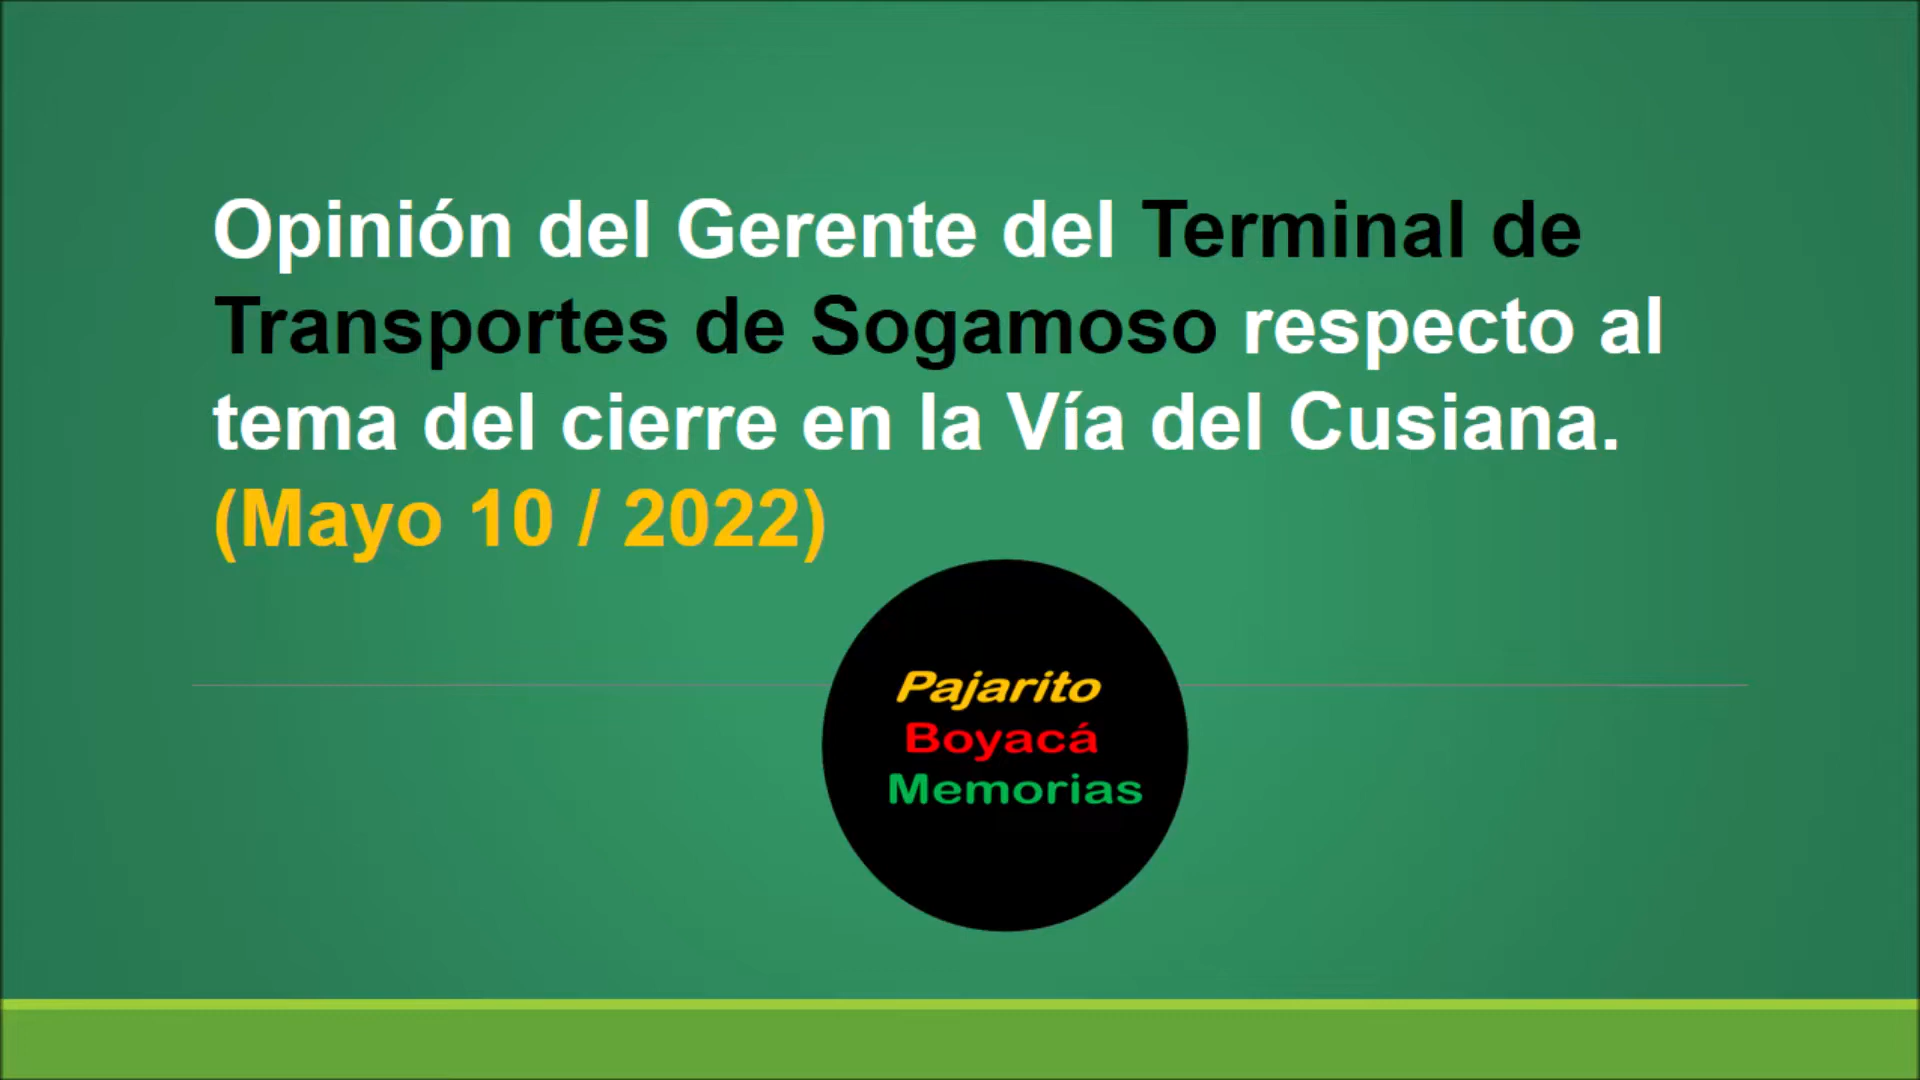 Opinión del Gerente del Terminal de
Transportes de Sogamoso respecto al
tema del cierre en la Vía del Cusiana.
(Mayo 10 / 2022)
Pajarito
Boyacá
Memorias